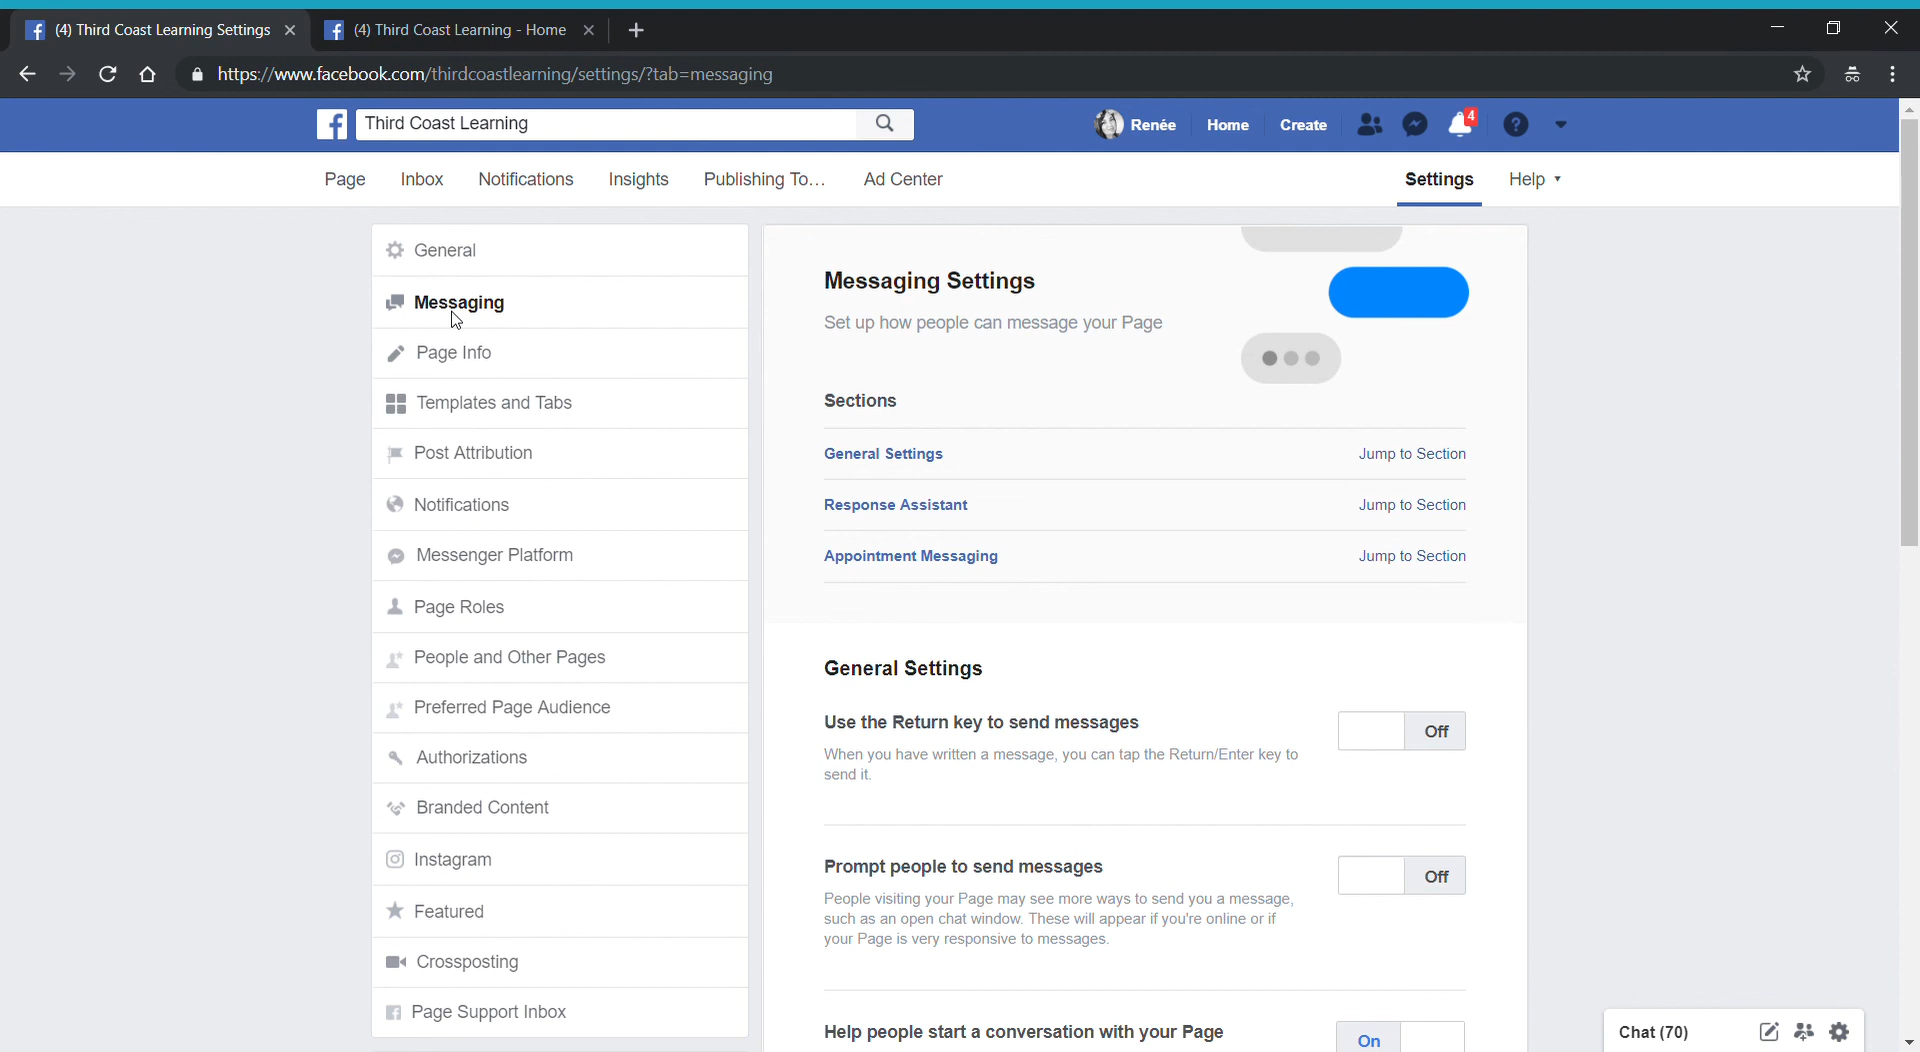 (4) Third Coast Learning Settings
(4) Third Coast Learning - Home
https://www.facebook.com/thirdcoastlearning/settings/?tab=messaging
Third Coast Learning
Renée
Home
Create
4
Page
Inbox
Notifications
Insights
Publishing To...
Ad Center
Settings
Help
General
Messaging
Page Info
Templates and Tabs
Post Attribution
Notifications
Messenger Platform
Page Roles
People and Other Pages
Preferred Page Audience
Authorizations
Branded Content
Instagram
Featured
Crossposting
Page Support Inbox
Messaging Settings
Set up how people can message your Page
Sections
General Settings
Jump to Section
Response Assistant
Jump to Section
Appointment Messaging
Jump to Section
General Settings
Use the Return key to send messages
Off
When you have written a message, you can tap the Return/Enter key to
send it.
Prompt people to send messages
Off
People visiting your Page may see more ways to send you a message,
such as an open chat window. These will appear if you're online or if
your Page is very responsive to messages.
Help people start a conversation with your Page
On
Chat (70)